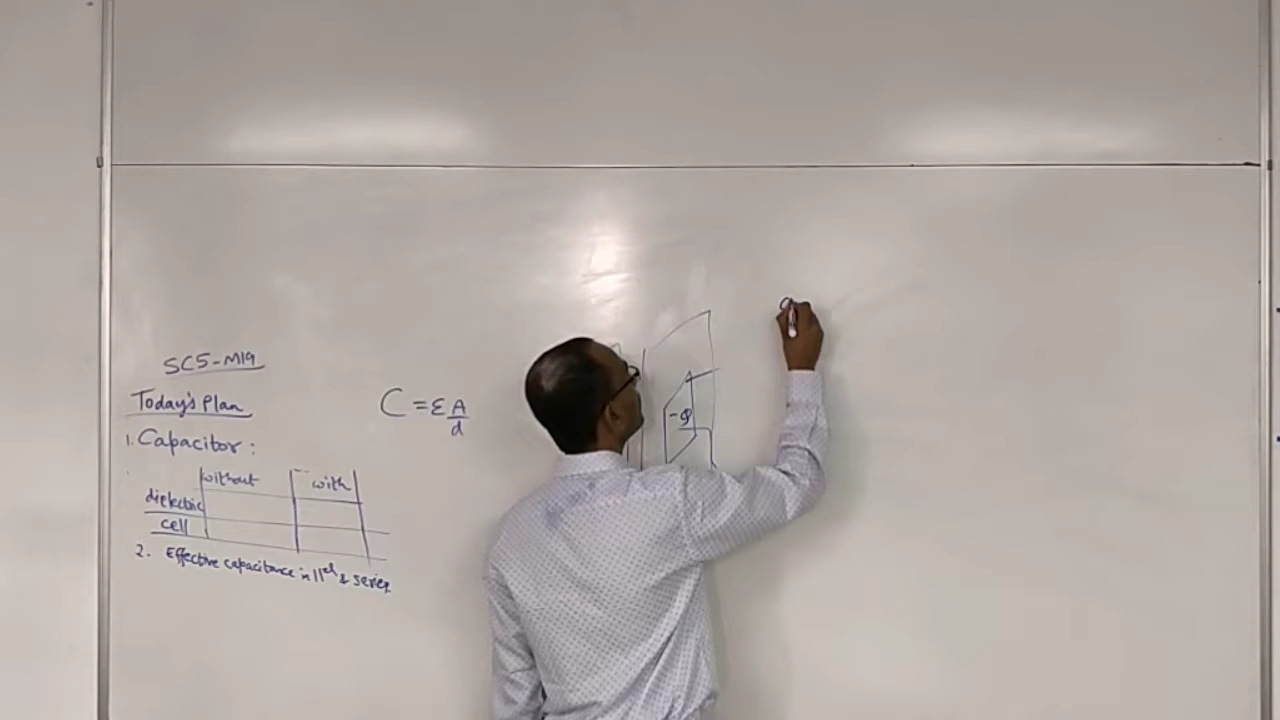 SC5-M19
Today's Plan
1. Capacitor :
without with
dielectric
cell
2. Effective capacitance in ||el & series
C = ε A/d
-Q